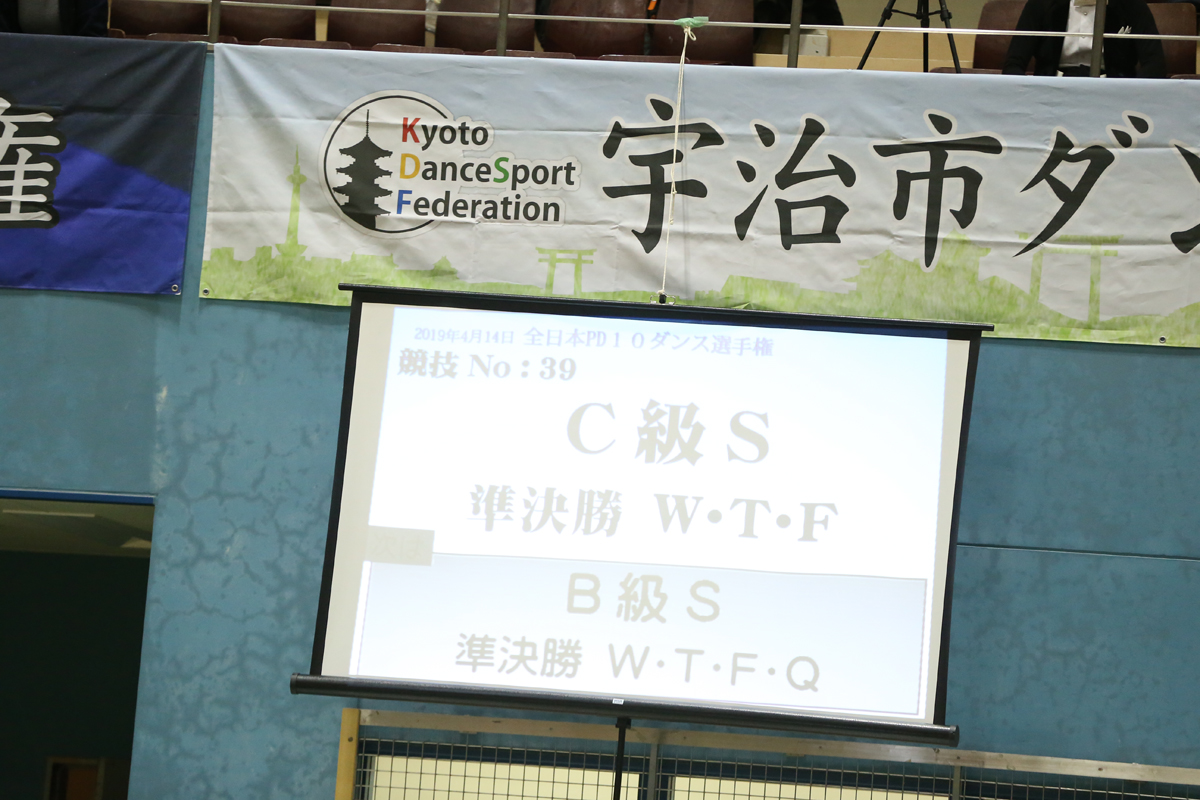 権
Kyoto
DanceSport
Federation
宇治市ダン
2019年4月14日 全日本PD10ダンス選手権
競技 No:39
C級S
準決勝 W・T・F
B級S
準決勝 W・T・F・Q